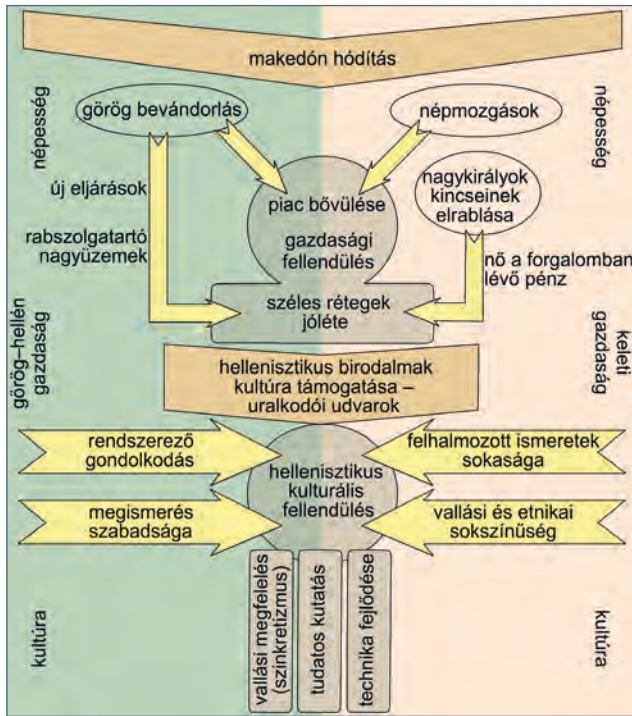 makedón hódítás
népesség
görög bevándorlás
népmozgások
népesség
új eljárások
rabszolgatartó
nagyüzemek
piac bővülése
gazdasági
fellendülés
nagykirályok
kincseinek
elrablása
nő a forgalomban
lévő pénz
széles rétegek
jóléte
görög–hellén
gazdaság
keleti
gazdaság
hellenisztikus birodalmak
kultúra támogatása –
uralkodói udvarok
rendszerező
gondolkodás
felhalmozott ismeretek
sokasága
hellenisztikus
kulturális
fellendülés
megismerés
szabadsága
vallási és etnikai
sokszínűség
kultúra
vallási megfelelés
(szinkretizmus)
tudatos kutatás
technika fejlődése
kultúra